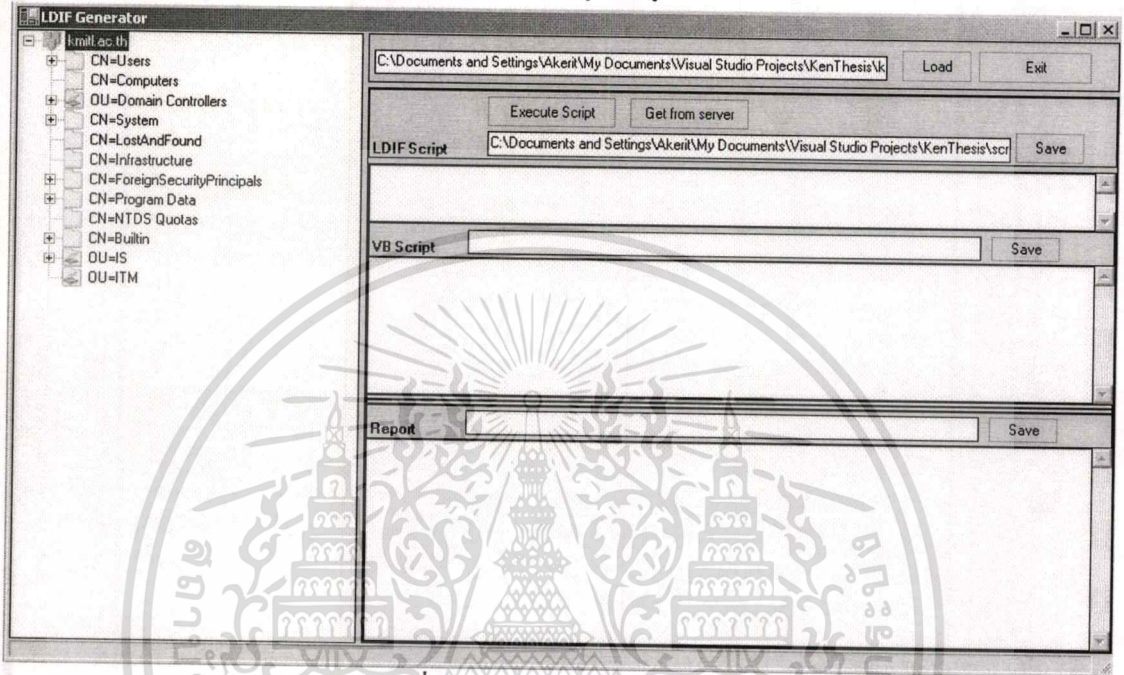 LDIF Generator
kmitl.ac.th
CN=Users
CN=Computers
OU=Domain Controllers
CN=System
CN=LostAndFound
CN=Infrastructure
CN=ForeignSecurityPrincipals
CN=Program Data
CN=NTDS Quotas
CN=Builtin
OU=IS
OU=ITM
C:\Documents and Settings\Akerit\My Documents\Visual Studio Projects\KenThesis\k
Load
Exit
Execute Script
Get from server
LDIF Script
C:\Documents and Settings\Akerit\My Documents\Visual Studio Projects\KenThesis\scr
Save
VB Script
Save
Report
Save